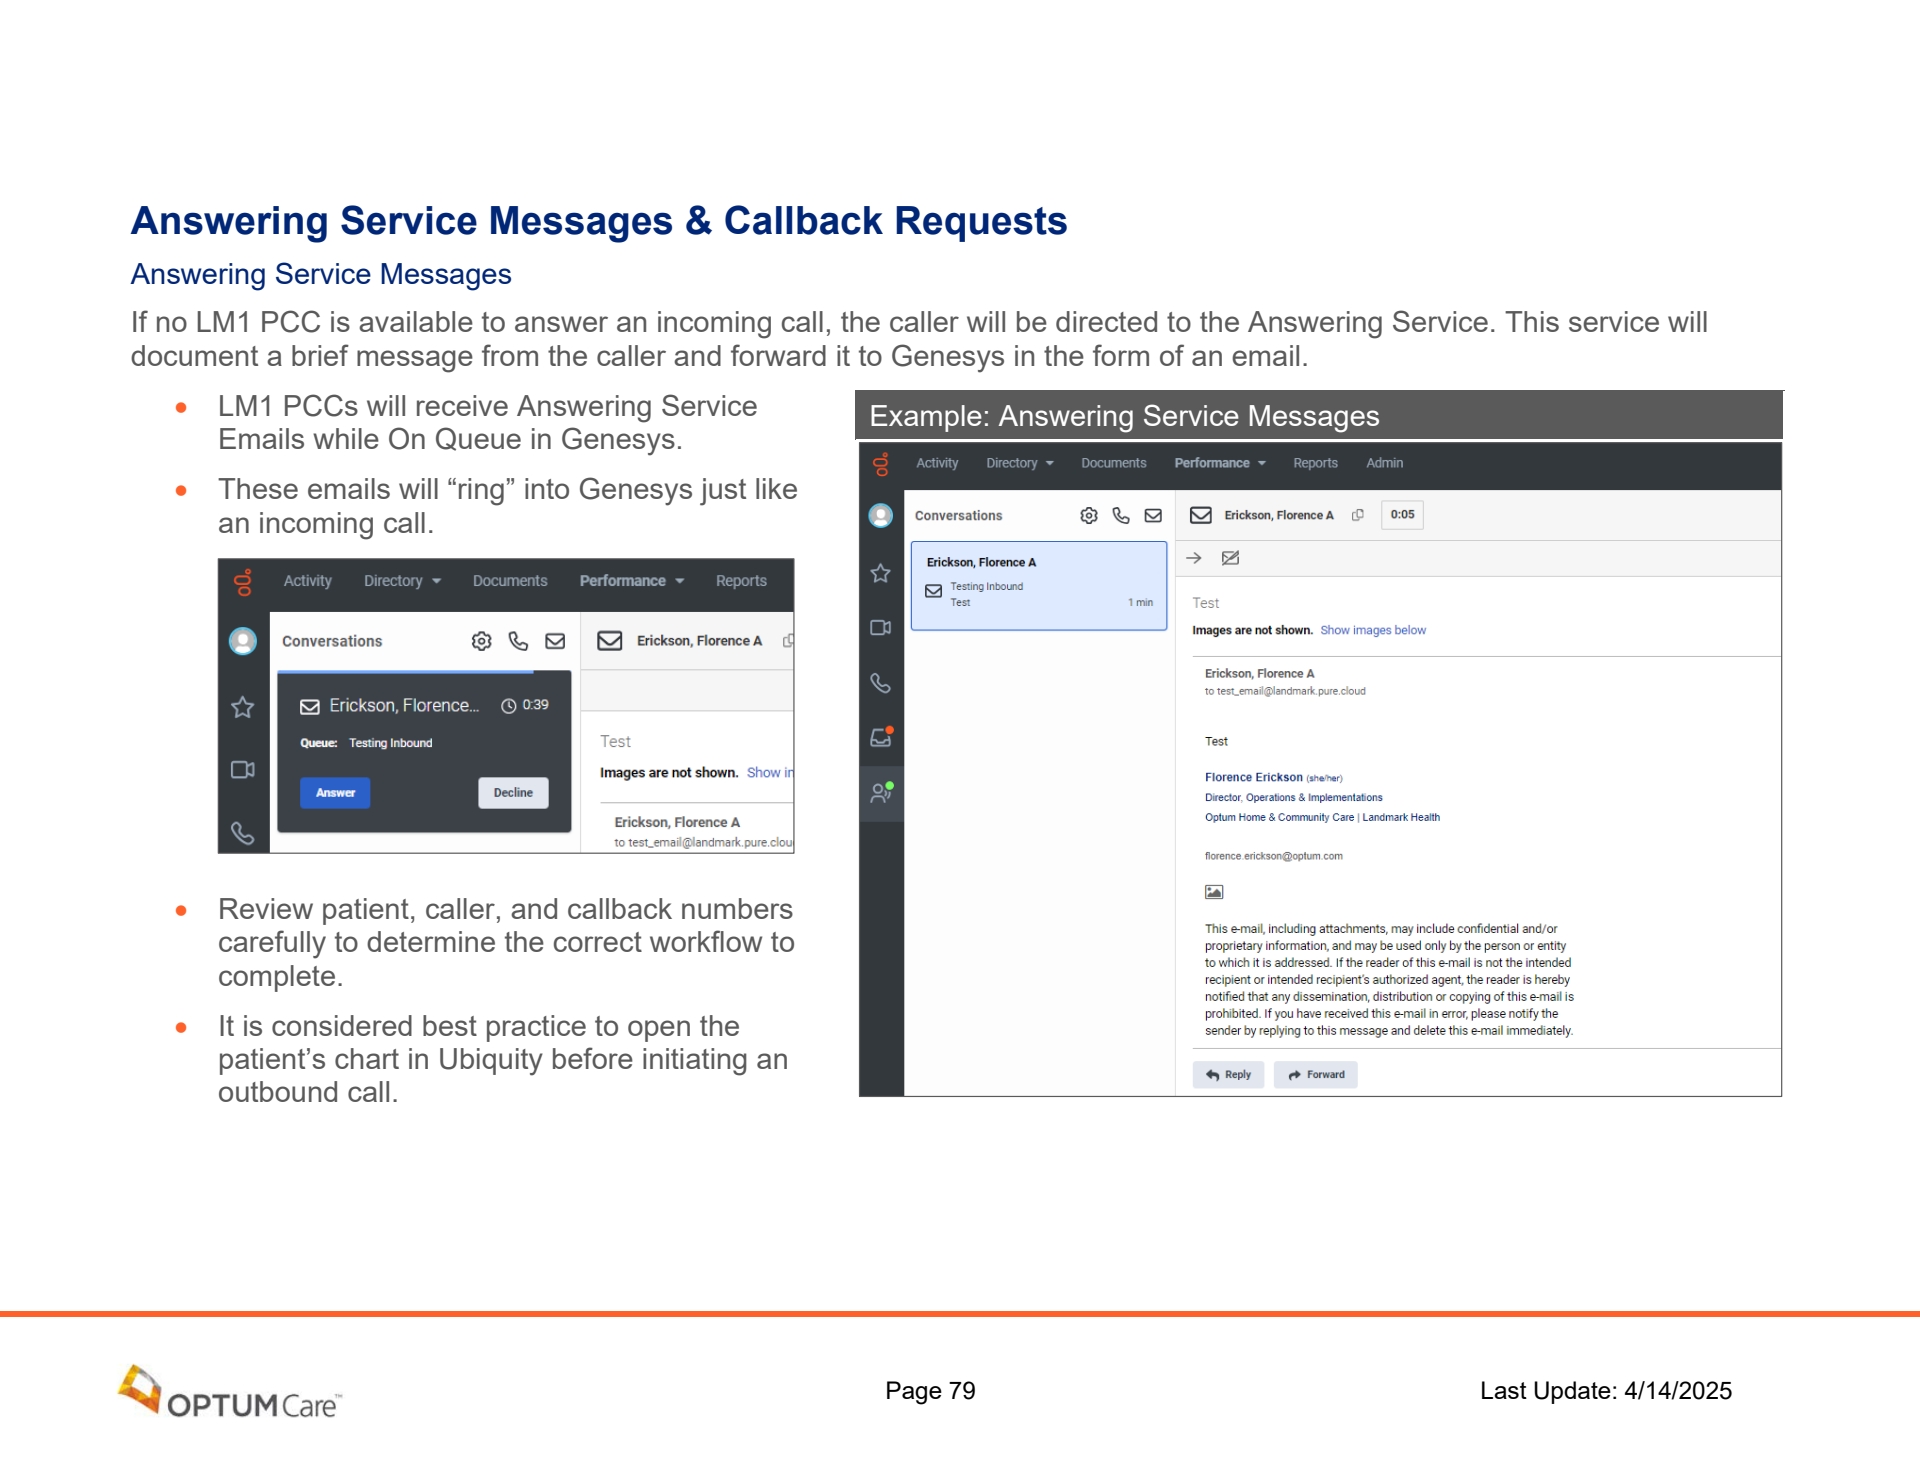 Answering Service Messages & Callback Requests
Answering Service Messages
If no LM1 PCC is available to answer an incoming call, the caller will be directed to the Answering Service. This service will
document a brief message from the caller and forward it to Genesys in the form of an email.
• LM1 PCCs will receive Answering Service
Emails while On Queue in Genesys.
• These emails will “ring” into Genesys just like
an incoming call.
Activity Directory Documents Performance Reports
Conversations
Erickson, Florence A
Erickson, Florence... 0:39
Queue: Testing Inbound
Answer Decline
Test
Images are not shown. Show in
Erickson, Florence A
to test_email@landmark.pure.clou
• Review patient, caller, and callback numbers
carefully to determine the correct workflow to
complete.
• It is considered best practice to open the
patient’s chart in Ubiquity before initiating an
outbound call.
Example: Answering Service Messages
Activity Directory Documents Performance Reports Admin
Conversations
Erickson, Florence A 0:05
Erickson, Florence A
Testing Inbound
Test 1 min
Test
Images are not shown. Show images below
Erickson, Florence A
to test_email@landmark.pure.cloud
Test
Florence Erickson (she/her)
Director, Operations & Implementations
Optum Home & Community Care | Landmark Health
florence.erickson@optum.com
This e-mail, including attachments, may include confidential and/or
proprietary information, and may be used only by the person or entity
to which it is addressed. If the reader of this e-mail is not the intended
recipient or intended recipient's authorized agent, the reader is hereby
notified that any dissemination, distribution or copying of this e-mail is
prohibited. If you have received this e-mail in error, please notify the
sender by replying to this message and delete this e-mail immediately.
Reply Forward
OPTUM Care™
Page 79
Last Update: 4/14/2025